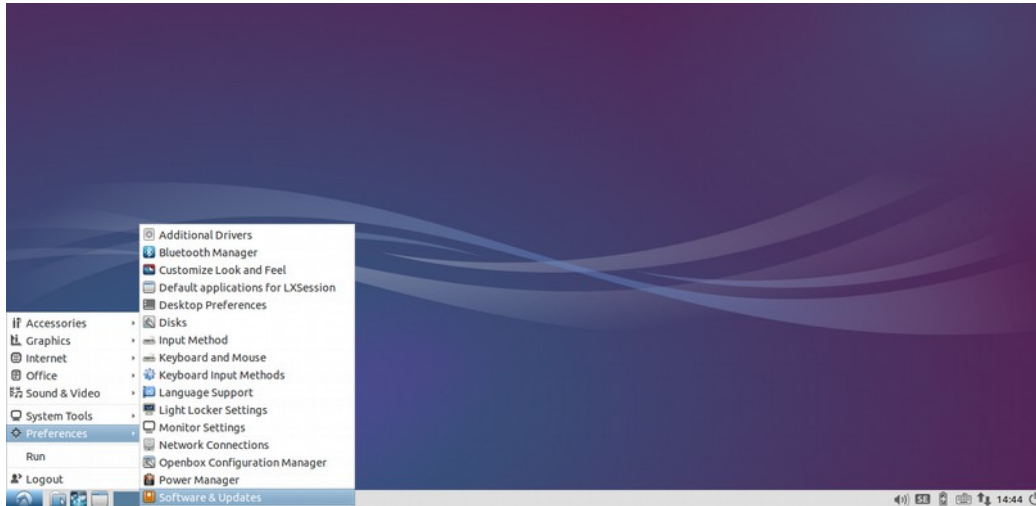 Additional Drivers
Bluetooth Manager
Customize Look and Feel
Default applications for LXSession
Desktop Preferences
Disks
Input Method
Keyboard and Mouse
Keyboard Input Methods
Language Support
Light Locker Settings
Monitor Settings
Network Connections
Openbox Configuration Manager
Power Manager
Software & Updates
Accessories
Graphics
Internet
Office
Sound & Video
System Tools
Preferences
Run
Logout
SE
14:44